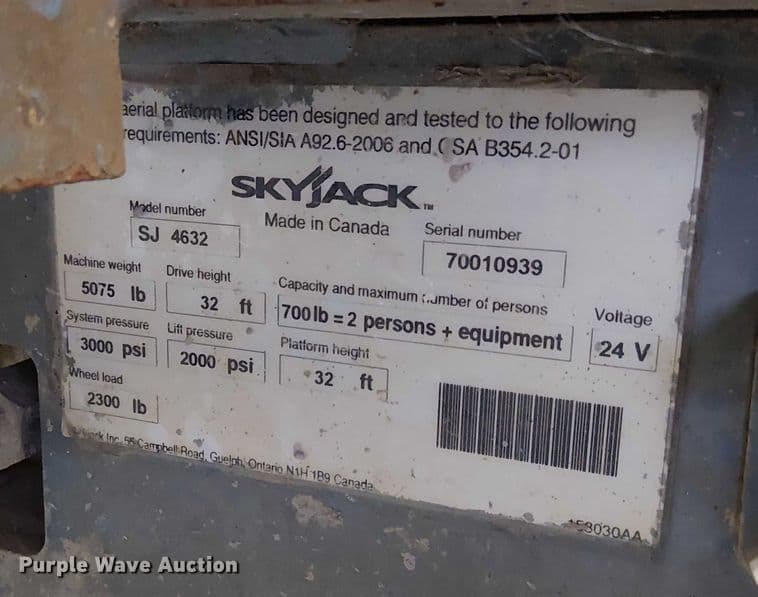 aerial platform has been designed and tested to the following
requirements: ANSI/SIA A92.6-2006 and CSA B354.2-01
SKYJACK™
Made in Canada
Model number
SJ 4632
Serial number
70010939
Machine weight
5075 lb
Drive height
32 ft
Capacity and maximum number of persons
700 lb = 2 persons + equipment
Voltage
24 V
System pressure
3000 psi
Lift pressure
2000 psi
Platform height
32 ft
Wheel load
2300 lb
Inc. 55 Campbell Road, Guelph, Ontario N1H 1B9 Canada
153030AA
Purple Wave Auction